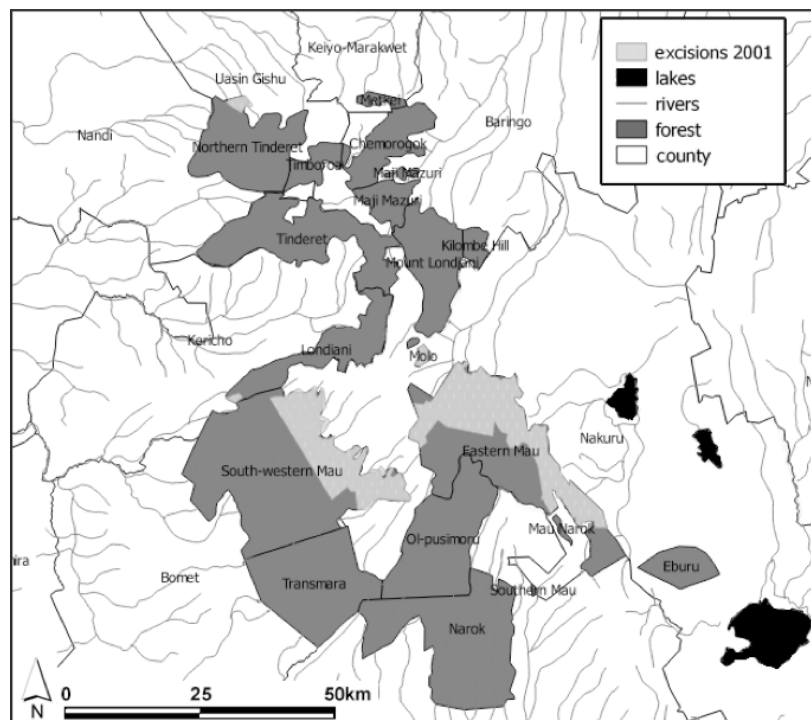 Keiyo-Marakwet
excisions 2001
lakes
rivers
forest
county
Uasin Gishu
Metkei
Baringo
Nandi
Northern Tinderet
Chemorogok
Timboroa
Maji Mazuri
Maji Mazuri
Tinderet
Kilombe Hill
Mount Londiani
Kericho
Londiani
Molo
Nakuru
South-western Mau
Eastern Mau
Mau Narok
Ol-pusimoru
Eburu
Bomet
Transmara
Southern Mau
Narok
N
0 25 50km